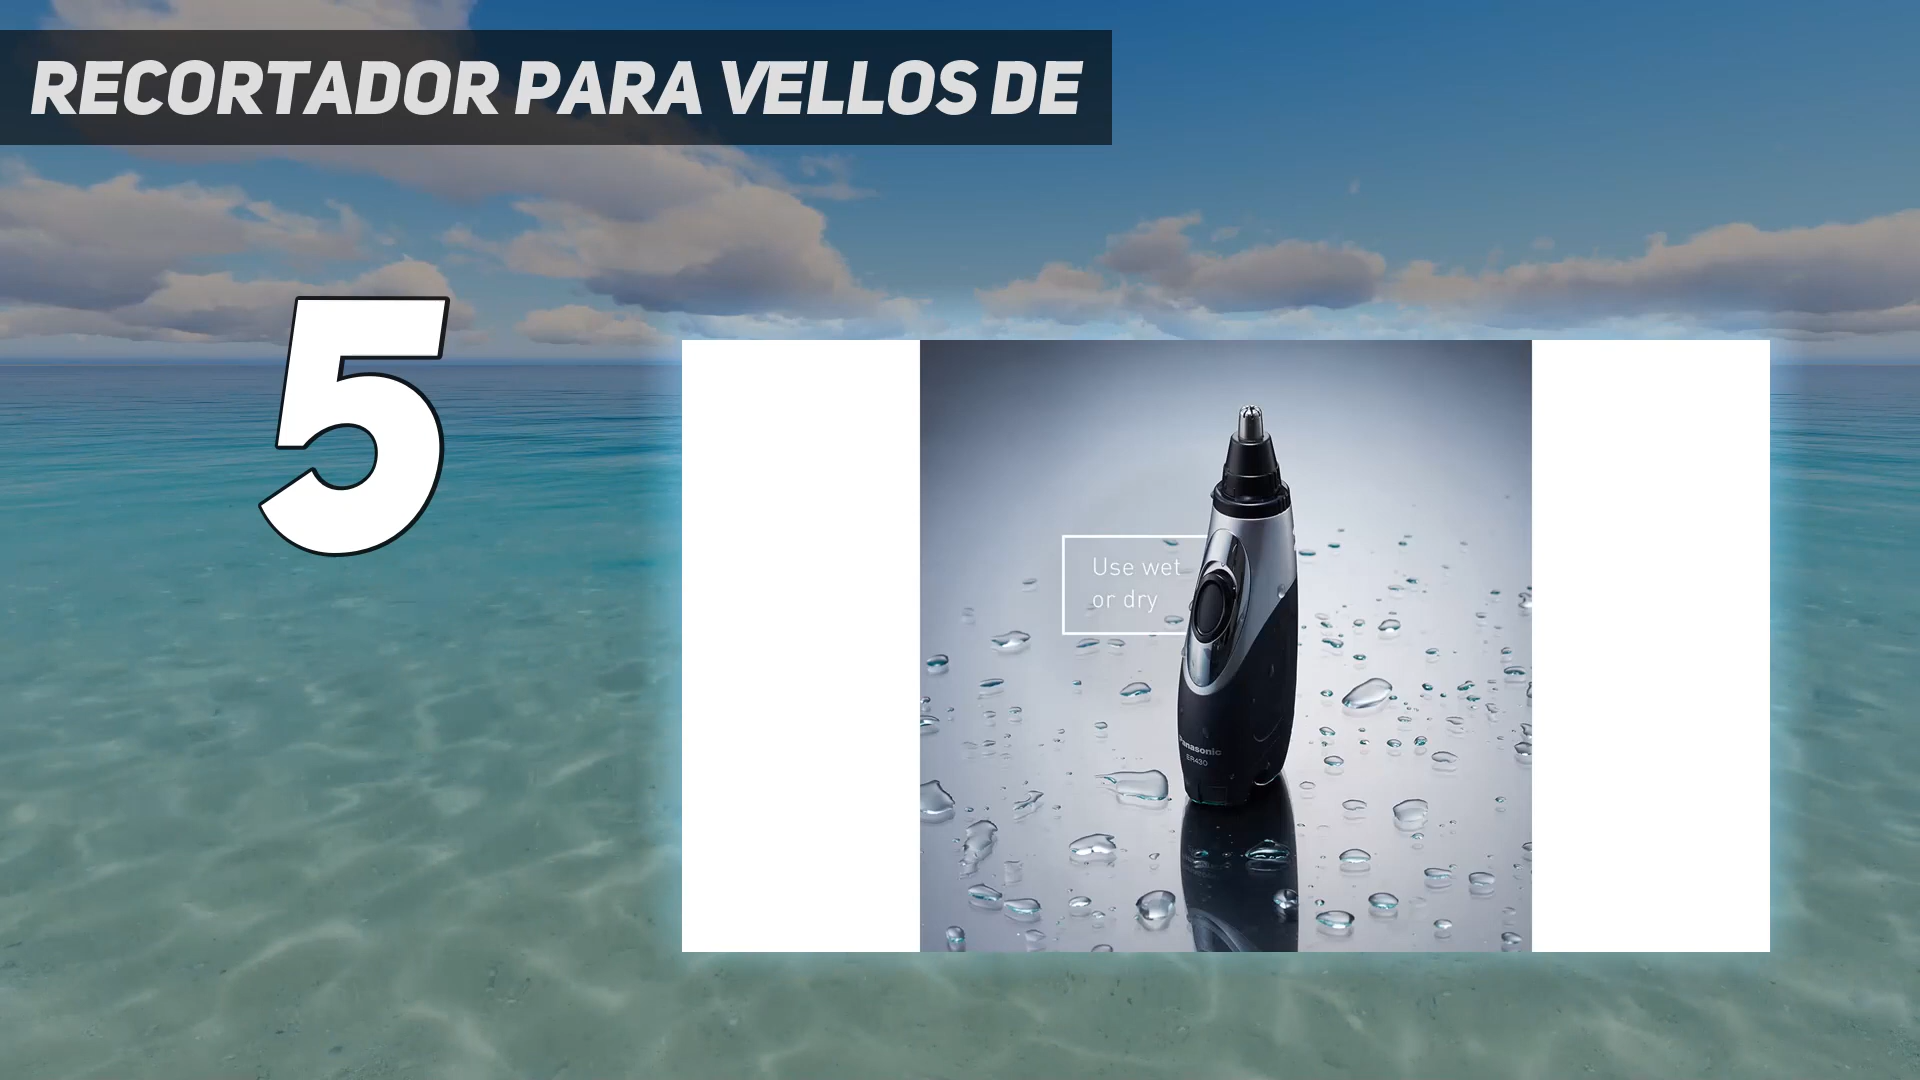 RECORTADOR PARA VELLOS DE
5
Use wet
or dry
Panasonic
ER430